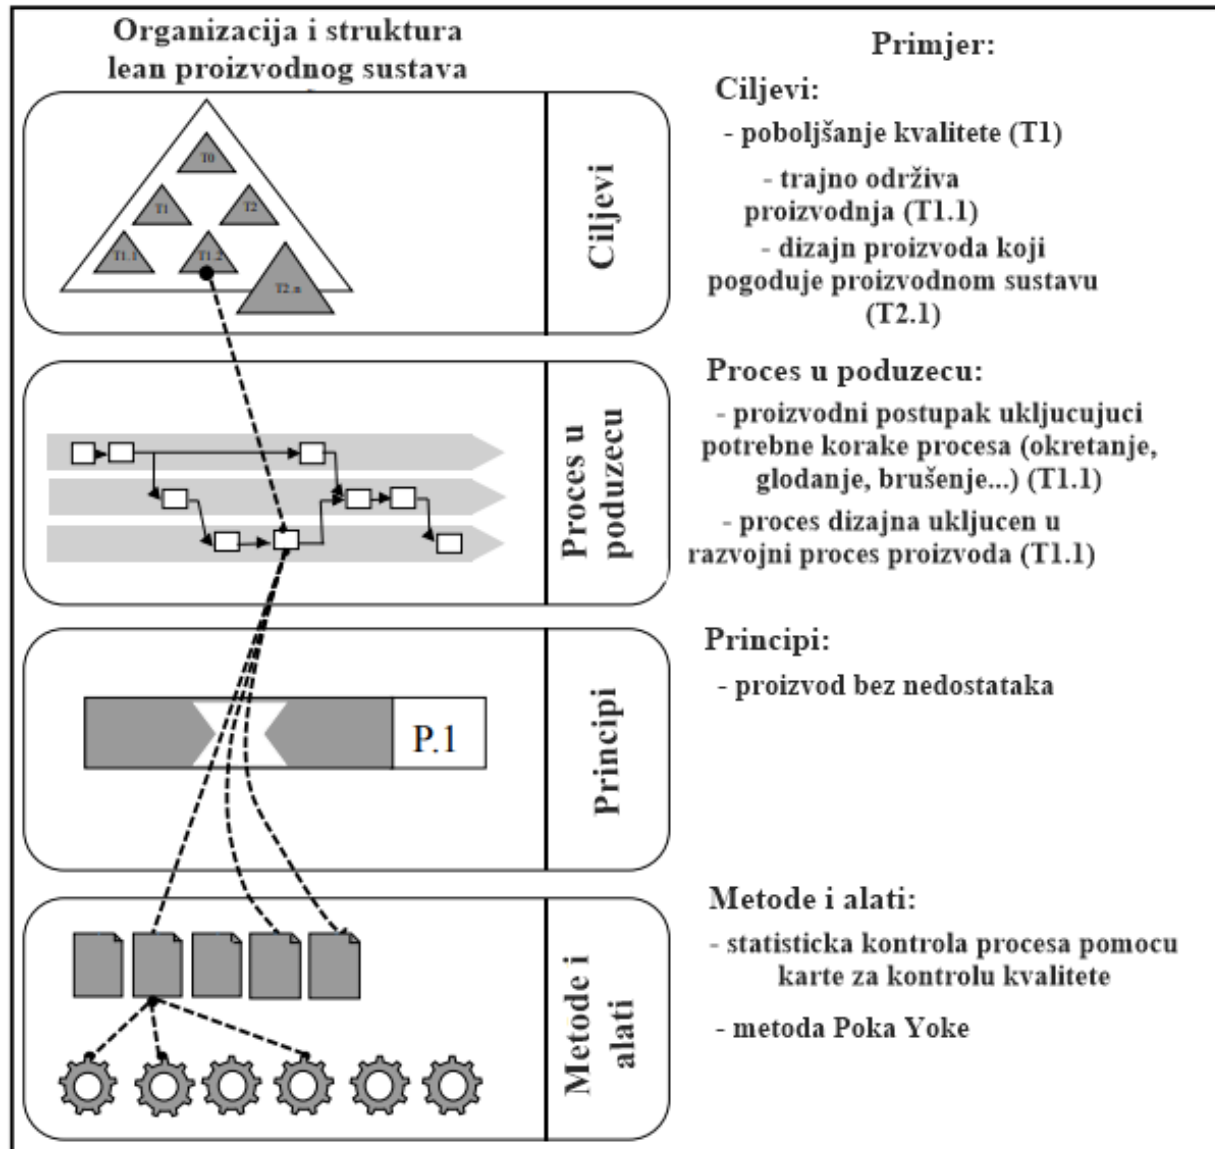 Organizacija i struktura
lean proizvodnog sustava
T0
T1
T2
T1.1
T1.2
T2.n
Ciljevi
Proces u
poduzecu
P.1
Principi
Metode i
alati
Primjer:
Ciljevi:
- poboljšanje kvalitete (T1)
- trajno održiva
proizvodnja (T1.1)
- dizajn proizvoda koji
pogoduje proizvodnom sustavu
(T2.1)
Proces u poduzecu:
- proizvodni postupak ukljucujuci
potrebne korake procesa (okretanje,
glodanje, brušenje...) (T1.1)
- proces dizajna ukljucen u
razvojni proces proizvoda (T1.1)
Principi:
- proizvod bez nedostataka
Metode i alati:
- statisticka kontrola procesa pomocu
karte za kontrolu kvalitete
- metoda Poka Yoke